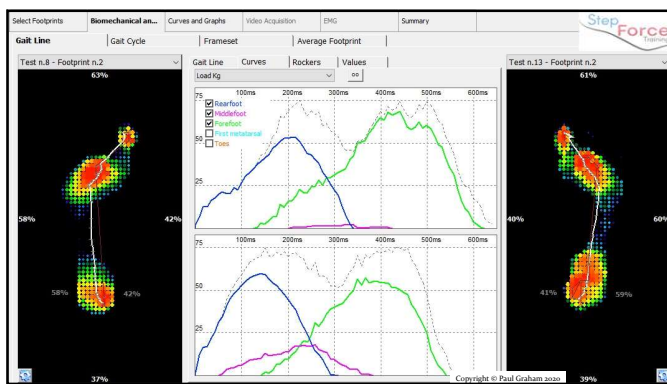 Select Footprints
Biomechanical an...
Curves and Graphs
Video Acquisition
EMG
Summary
Step
Force
Training
Gait Line
Gait Cycle
Frameset
Average Footprint
Test n.8 - Footprint n.2
63%
58%
42%
58%
42%
37%
Gait Line
Curves
Rockers
Values
Load Kg
100ms 200ms 300ms 400ms 500ms 600ms
75
50
25
Rearfoot
Middlefoot
Forefoot
First metatarsal
Toes
100ms 200ms 300ms 400ms 500ms 600ms
75
50
25
Test n.13 - Footprint n.2
61%
40%
60%
41%
59%
39%
Copyright © Paul Graham 2020